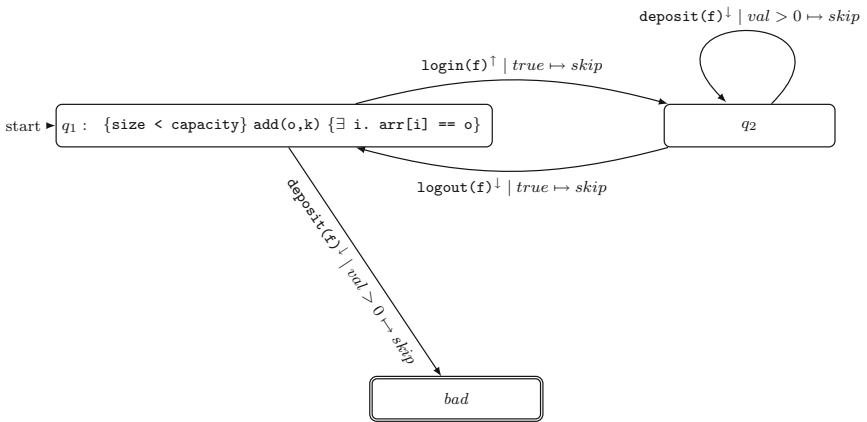 deposit(f)↓ | val > 0 ↦ skip
login(f)↑ | true ↦ skip
start
q₁ : {size < capacity} add(o,k) {∃ i. arr[i] == o}
q₂
logout(f)↓ | true ↦ skip
deposit(f)↓ | val > 0 ↦ skip
bad